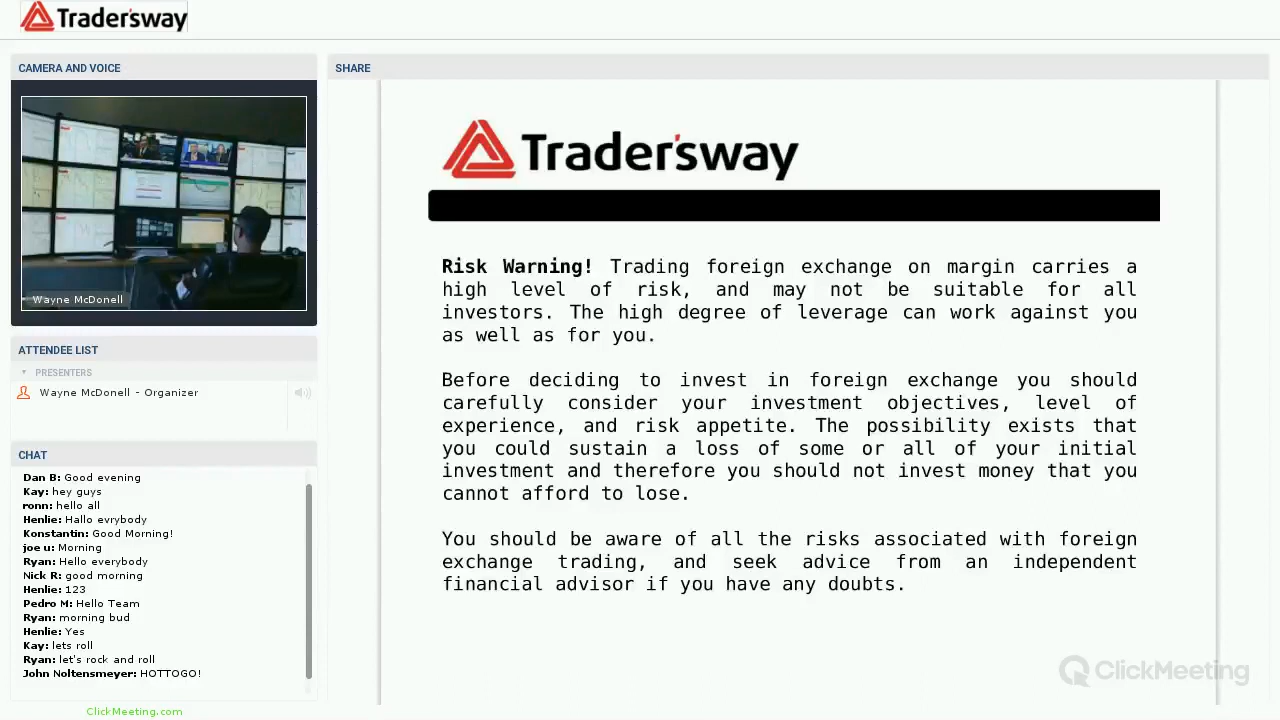 Trader'sway
CAMERA AND VOICE
Wayne McDonell
ATTENDEE LIST
PRESENTERS
Wayne McDonell - Organizer
CHAT
Dan B: Good evening
Kay: hey guys
ronn: hello all
Henlie: Hallo evrybody
Konstantin: Good Morning!
joe u: Morning
Ryan: Hello everybody
Nick R: good morning
Henlie: 123
Pedro M: Hello Team
Ryan: morning bud
Henlie: Yes
Kay: lets roll
Ryan: let's rock and roll
John Noltensmeyer: HOTTOGO!
ClickMeeting.com
SHARE
Trader'sway
Risk Warning! Trading foreign exchange on margin carries a
high level of risk, and may not be suitable for all
investors. The high degree of leverage can work against you
as well as for you.
Before deciding to invest in foreign exchange you should
carefully consider your investment objectives, level of
experience, and risk appetite. The possibility exists that
you could sustain a loss of some or all of your initial
investment and therefore you should not invest money that you
cannot afford to lose.
You should be aware of all the risks associated with foreign
exchange trading, and seek advice from an independent
financial advisor if you have any doubts.
ClickMeeting